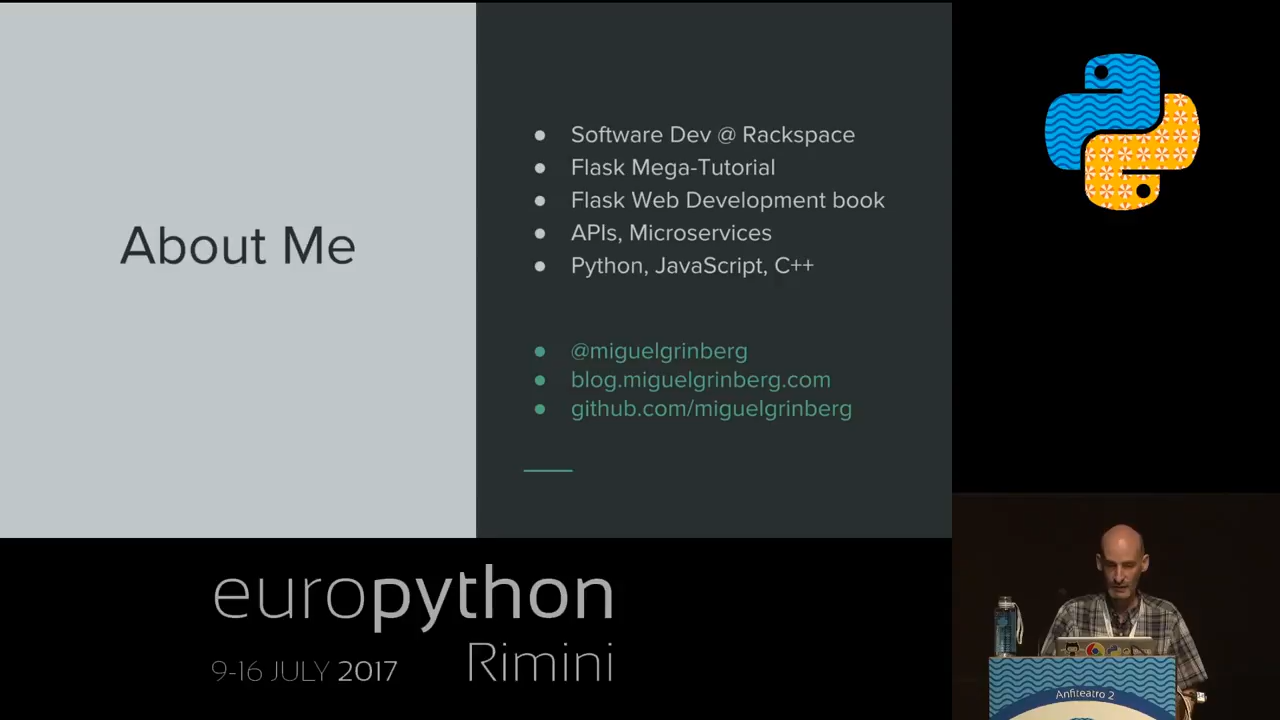 About Me
Software Dev @ Rackspace
Flask Mega-Tutorial
Flask Web Development book
APIs, Microservices
Python, JavaScript, C++
@miguelgrinberg
blog.miguelgrinberg.com
github.com/miguelgrinberg
europython
9-16 JULY 2017
Rimini
Anfiteatro 2